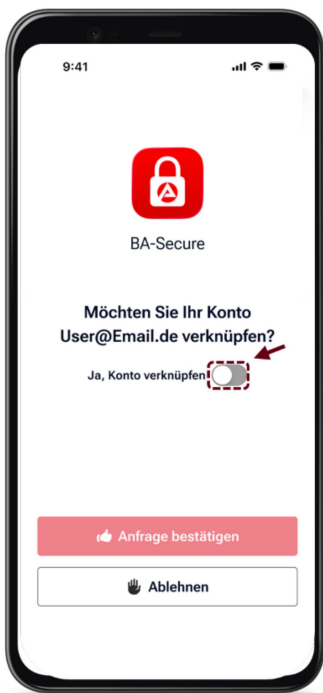 9:41
BA-Secure
Möchten Sie Ihr Konto
User@Email.de verknüpfen?
Ja, Konto verknüpfen
Anfrage bestätigen
Ablehnen